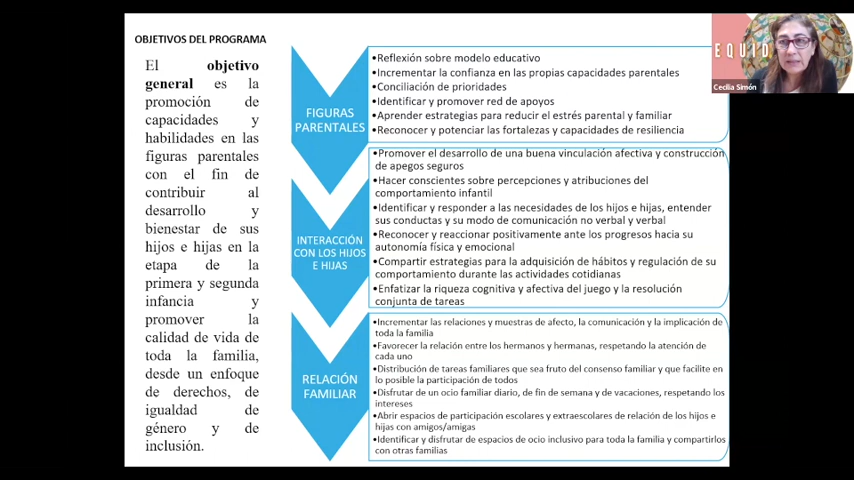 OBJETIVOS DEL PROGRAMA
El objetivo
general es la
promoción de
capacidades y
habilidades en las
figuras parentales
con el fin de
contribuir al
desarrollo y
bienestar de sus
hijos e hijas en la
etapa de la
primera y segunda
infancia y
promover la
calidad de vida de
toda la familia,
desde un enfoque
de derechos, de
igualdad de
género y de
inclusión.
FIGURAS
PARENTALES
•Reflexión sobre modelo educativo
•Incrementar la confianza en las propias capacidades parentales
•Conciliación de prioridades
•Identificar y promover red de apoyos
•Aprender estrategias para reducir el estrés parental y familiar
•Reconocer y potenciar las fortalezas y capacidades de resiliencia
INTERACCIÓN
CON LOS HIJOS
E HIJAS
•Promover el desarrollo de una buena vinculación afectiva y construcción
de apegos seguros
•Hacer conscientes sobre percepciones y atribuciones del
comportamiento infantil
•Identificar y responder a las necesidades de los hijos e hijas, entender
sus conductas y su modo de comunicación no verbal y verbal
•Reconocer y reaccionar positivamente ante los progresos hacia su
autonomía física y emocional
•Compartir estrategias para la adquisición de hábitos y regulación de su
comportamiento durante las actividades cotidianas
•Enfatizar la riqueza cognitiva y afectiva del juego y la resolución
conjunta de tareas
RELACIÓN
FAMILIAR
•Incrementar las relaciones y muestras de afecto, la comunicación y la implicación de
toda la familia
•Favorecer la relación entre los hermanos y hermanas, respetando la atención de
cada uno
•Distribución de tareas familiares que sea fruto del consenso familiar y que facilite en
lo posible la participación de todos
•Disfrutar de un ocio familiar diario, de fin de semana y de vacaciones, respetando los
intereses
•Abrir espacios de participación escolares y extraescolares de relación de los hijos e
hijas con amigos/amigas
•Identificar y disfrutar de espacios de ocio inclusivo para toda la familia y compartirlos
con otras familias
EQUID
Cecilia Simón